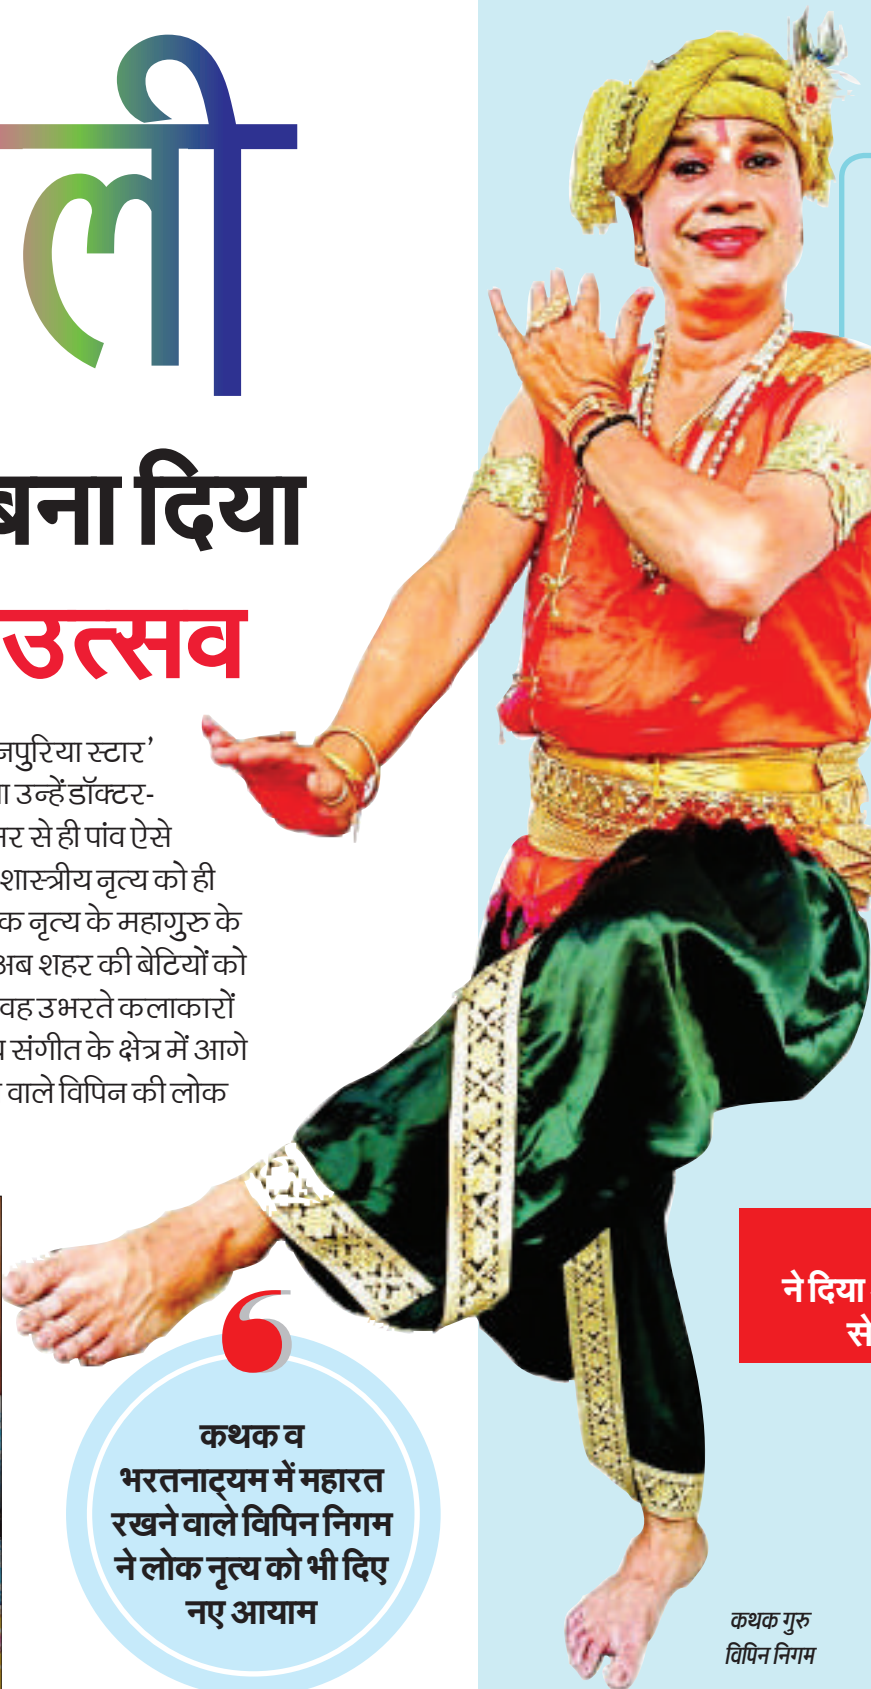 ली
बना दिया
उत्सव
नपुरिया स्टार’
उन्हें डॉक्टर-
से ही पांव ऐसे
शास्त्रीय नृत्य को ही
क नृत्य के महागुरु के
अब शहर की बेटियों को
वह उभरते कलाकारों
संगीत के क्षेत्र में आगे
वाले विपिन की लोक
ने दिया
से
कथक व
भरतनाट्यम में महारत
रखने वाले विपिन निगम
ने लोक नृत्य को भी दिए
नए आयाम
कथक गुरु
विपिन निगम